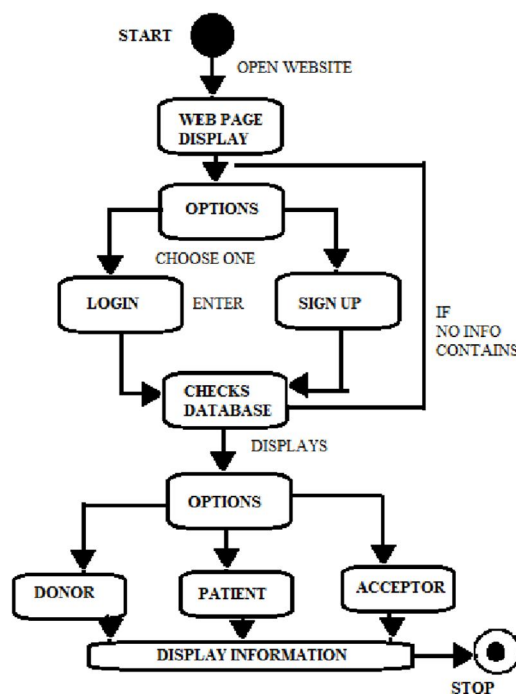 START
OPEN WEBSITE
WEB PAGE
DISPLAY
OPTIONS
CHOOSE ONE
LOGIN
ENTER
SIGN UP
IF
NO INFO
CONTAINS
CHECKS
DATABASE
DISPLAYS
OPTIONS
DONOR
PATIENT
ACCEPTOR
DISPLAY INFORMATION
STOP